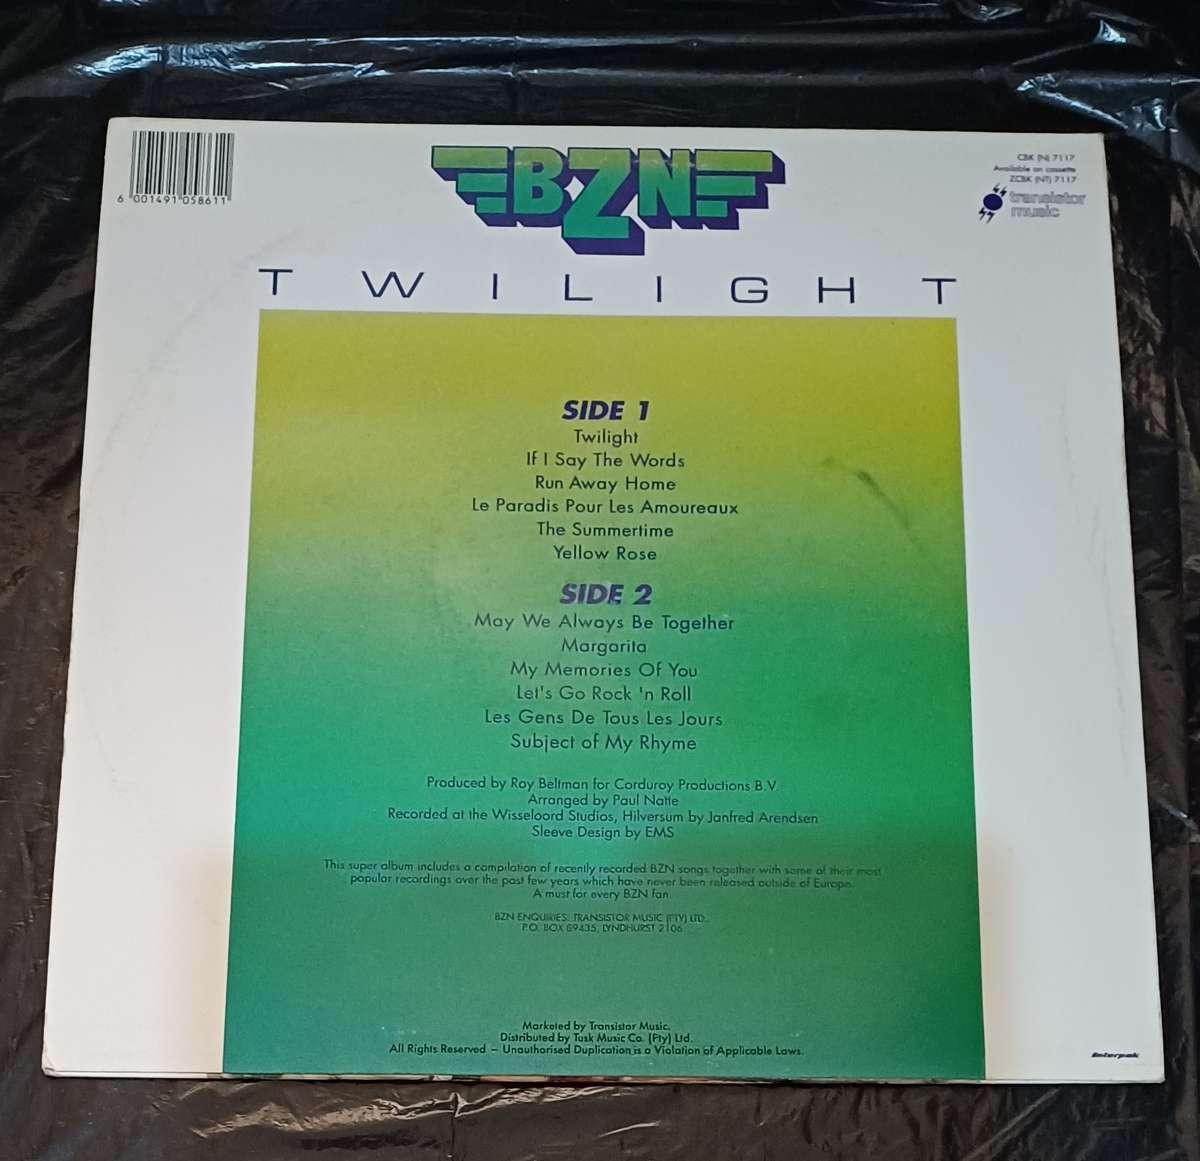 6 001491 058611
BZN
CBK (N) 7117
Available on cassette
ZCBK (NT) 7117
transistor
music
TWILIGHT
SIDE 1
Twilight
If I Say The Words
Run Away Home
Le Paradis Pour Les Amoureaux
The Summertime
Yellow Rose
SIDE 2
May We Always Be Together
Margarita
My Memories Of You
Let's Go Rock 'n Roll
Les Gens De Tous Les Jours
Subject of My Rhyme
Produced by Roy Beltman for Corduroy Productions B.V.
Arranged by Paul Natte
Recorded at the Wisseloord Studios, Hilversum by Janfred Arendsen
Sleeve Design by EMS
This super album includes a compilation of recently recorded BZN songs together with some of their most
popular recordings over the past few years which have never been released outside of Europe.
A must for every BZN fan.
BZN ENQUIRIES: TRANSISTOR MUSIC (PTY) LTD.,
P.O. BOX 89435, LYNDHURST 2106
Marketed by Transistor Music.
Distributed by Tusk Music Co. (Pty) Ltd.
All Rights Reserved – Unauthorised Duplication is a Violation of Applicable Laws.
Interpak